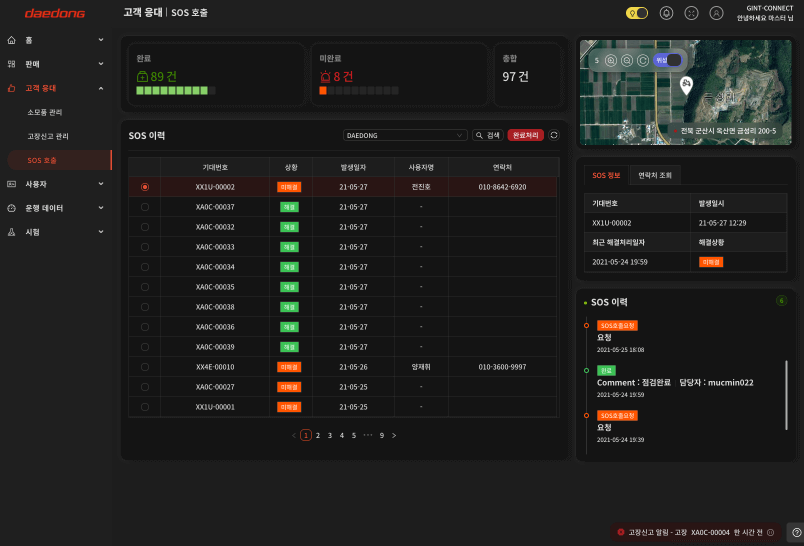 daedong
고객 응대 | SOS 호출
GINT-CONNECT
안녕하세요 마스터 님
홈
판매
고객 응대
소모품 관리
고장신고 관리
SOS 호출
사용자
운행 데이터
시험
완료
89 건
미완료
8 건
종합
97 건
SOS 이력
DAEDONG
검색
완료처리
기대번호 상황 발생일자 사용자명 연락처
XX1U-00002 미해결 21-05-27 전진호 010-8642-6920
XA0C-00037 해결 21-05-27 -
XA0C-00032 해결 21-05-27 -
XA0C-00033 해결 21-05-27 -
XA0C-00034 해결 21-05-27 -
XA0C-00035 해결 21-05-27 -
XA0C-00038 해결 21-05-27 -
XA0C-00036 해결 21-05-27 -
XA0C-00039 해결 21-05-27 -
XX4E-00010 미해결 21-05-26 양재휘 010-3600-9997
XA0C-00027 미해결 21-05-25 -
XX1U-00001 미해결 21-05-25 -
< 1 2 3 4 5 ••• 9 >
5
위성
전북 군산시 옥산면 금성리 200-5
SOS 정보 연락처 조회
기대번호 발생일시
XX1U-00002 21-05-27 12:29
최근 해결처리일자 해결상황
21-05-24 19:59 미해결
SOS 이력
6
SOS호출요청
요청
2021-05-25 18:08
완료
Comment : 점검완료 담당자 : mucmin022
2021-05-24 19:59
SOS호출요청
요청
2021-05-24 19:39
고장신고 알림 - 고장 XA0C-00004 한 시간 전